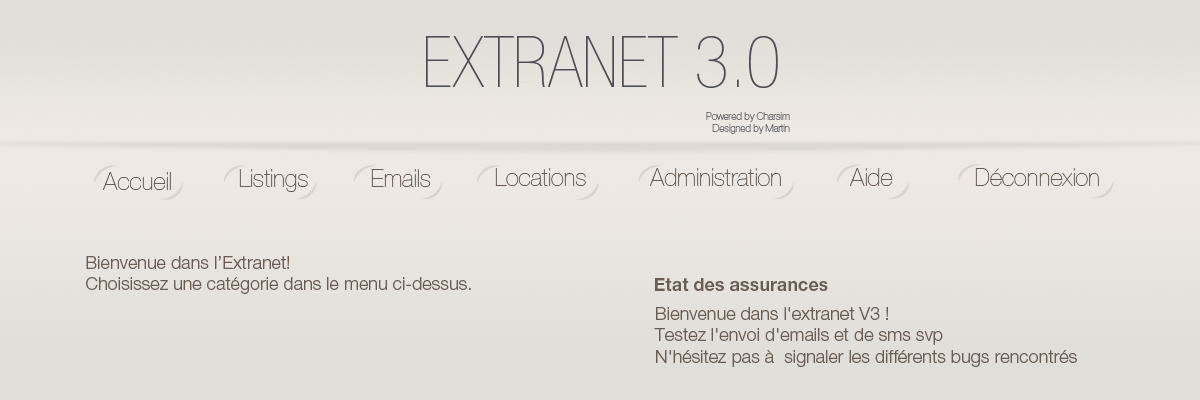 EXTRANET 3.0
Powered by Charsim
Designed by Martin
Accueil Listings Emails Locations Administration Aide Déconnexion
Bienvenue dans l’Extranet!
Choisissez une catégorie dans le menu ci-dessus.
Etat des assurances
Bienvenue dans l'extranet V3 !
Testez l'envoi d'emails et de sms svp
N'hésitez pas à  signaler les différents bugs rencontrés